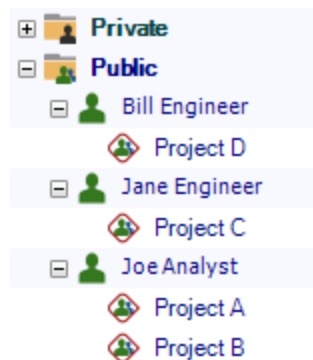 Private
Public
Bill Engineer
Project D
Jane Engineer
Project C
Joe Analyst
Project A
Project B